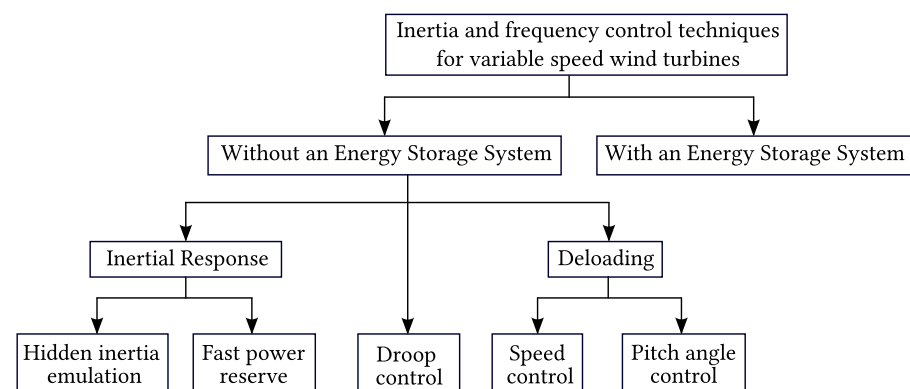 Inertia and frequency control techniques
for variable speed wind turbines
Without an Energy Storage System
With an Energy Storage System
Inertial Response
Deloading
Hidden inertia
emulation
Fast power
reserve
Droop
control
Speed
control
Pitch angle
control